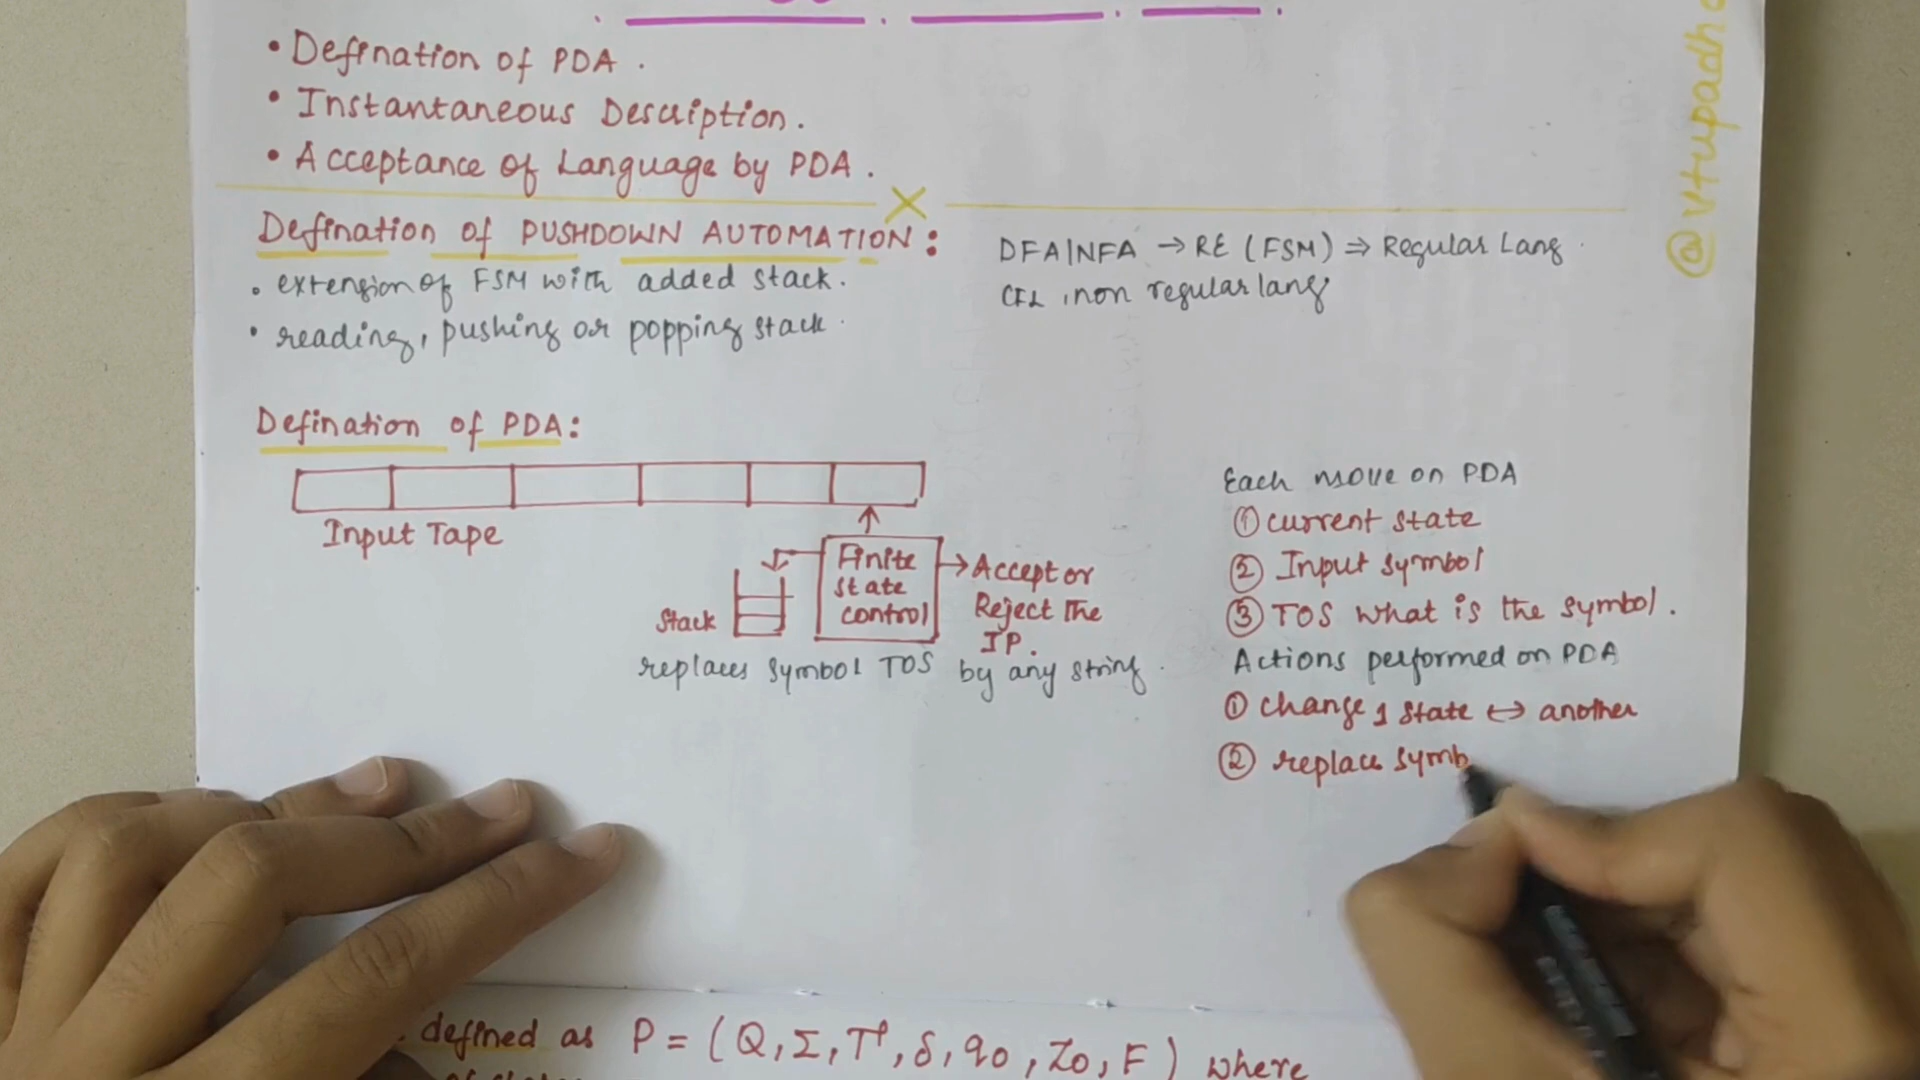 • Defination of PDA .
• Instantaneous Description .
• Acceptance of Language by PDA .
Defination of PUSHDOWN AUTOMATION :
• extension of FSM with added stack .
• reading, pushing or popping stack .
DFA|NFA → RE (FSM) ⇒ Regular Lang .
CFL , non regular lang
Defination of PDA :
Input Tape
Finite
state
control
Stack
→ Accept or
Reject The
IP .
replaces symbol TOS by any string .
Each move on PDA
① current state
② Input symbol
③ TOS what is the symbol .
Actions performed on PDA
① change 1 state ↔ another
② replace symb
. defined as P = (Q, Σ, Γ, δ, q0, Z0, F) where
@vtupadh